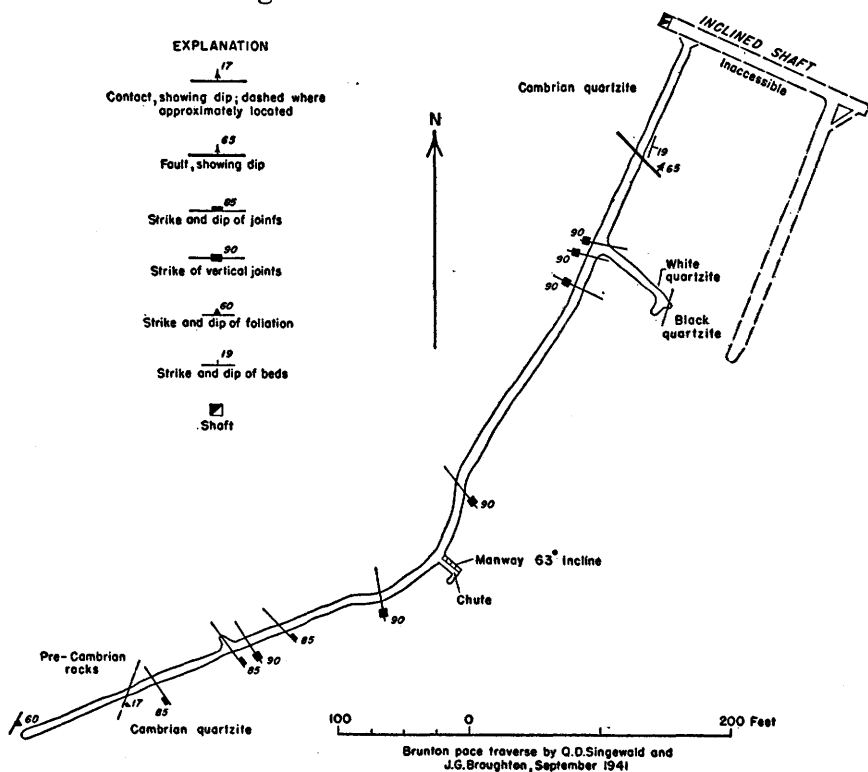 EXPLANATION
17
Contact, showing dip; dashed where
approximately located
65
Fault, showing dip
85
Strike and dip of joints
90
Strike of vertical joints
60
Strike and dip of foliation
19
Strike and dip of beds
Shaft
N
INCLINED SHAFT
Inaccessible
Cambrian quartzite
19
65
90
90
90
White
quartzite
Black
quartzite
90
Manway 63° Incline
Chute
90
85
90
85
85
Pre-Cambrian
rocks
17
60
Cambrian quartzite
100 0 200 Feet
Brunton pace traverse by Q.D.Singewald and
J.G.Broughton, September 1941